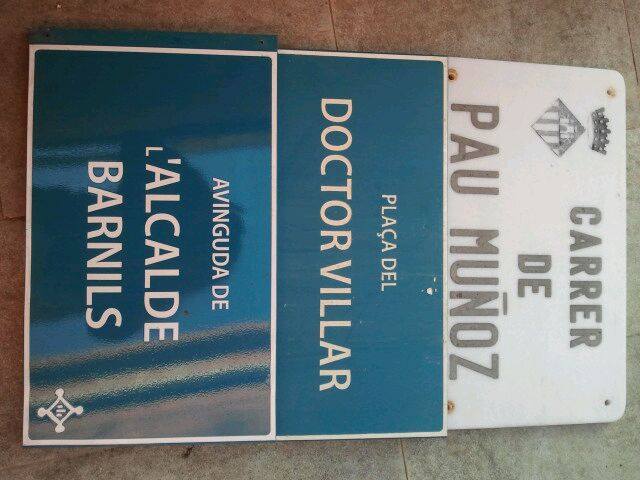 CARRER
DE
PAU MUÑOZ
PLAÇA DEL
DOCTOR VILLAR
AVINGUDA DE
L'ALCALDE
BARNILS